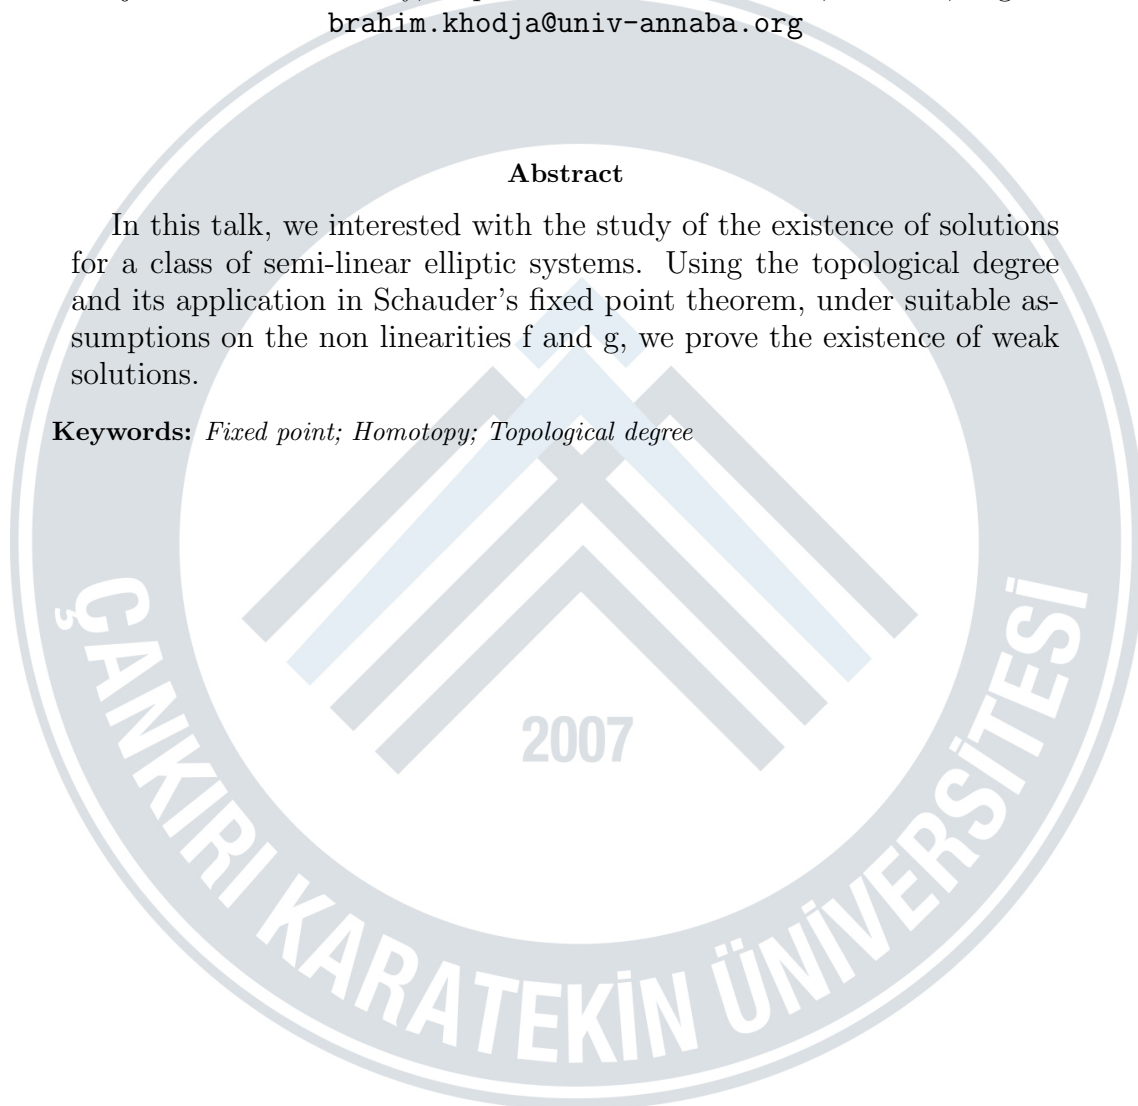 brahim.khodja@univ-annaba.org
Abstract
In this talk, we interested with the study of the existence of solutions
for a class of semi-linear elliptic systems. Using the topological degree
and its application in Schauder's fixed point theorem, under suitable as-
sumptions on the non linearities f and g, we prove the existence of weak
solutions.
Keywords: Fixed point; Homotopy; Topological degree
2007
ÇANKIRI KARATEKİN ÜNİVERSİTESİ